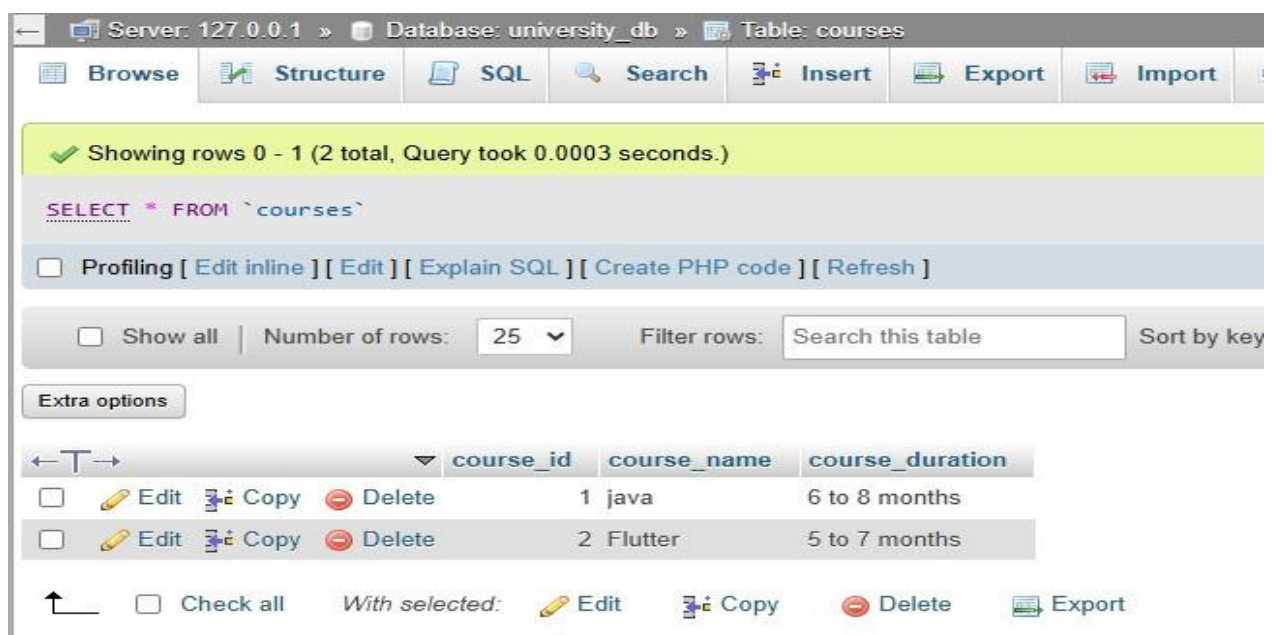 Server: 127.0.0.1 » Database: university_db » Table: courses
Browse Structure SQL Search Insert Export Import
Showing rows 0 - 1 (2 total, Query took 0.0003 seconds.)
SELECT * FROM `courses`
Profiling [ Edit inline ] [ Edit ] [ Explain SQL ] [ Create PHP code ] [ Refresh ]
Show all | Number of rows: 25 Filter rows: Search this table Sort by key
Extra options
←T→ course_id course_name course_duration
Edit Copy Delete 1 java 6 to 8 months
Edit Copy Delete 2 Flutter 5 to 7 months
Check all With selected: Edit Copy Delete Export